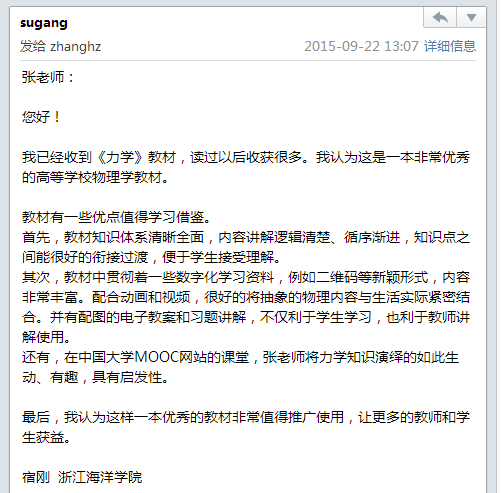 sugang
发给 zhanghz 2015-09-22 13:07 详细信息
张老师：
您好！
我已经收到《力学》教材，读过以后收获很多。我认为这是一本非常优秀
的高等学校物理学教材。
教材有一些优点值得学习借鉴。
首先，教材知识体系清晰全面，内容讲解逻辑清楚、循序渐进，知识点之
间能很好的衔接过渡，便于学生接受理解。
其次，教材中贯彻着一些数字化学习资料，例如二维码等新颖形式，内容
非常丰富。配合动画和视频，很好的将抽象的物理内容与生活实际紧密结
合。并有配图的电子教案和习题讲解，不仅利于学生学习，也利于教师讲
解使用。
还有，在中国大学MOOC网站的课堂，张老师将力学知识演绎的如此生
动、有趣，具有启发性。
最后，我认为这样一本优秀的教材非常值得推广使用，让更多的教师和学
生获益。
宿刚 浙江海洋学院